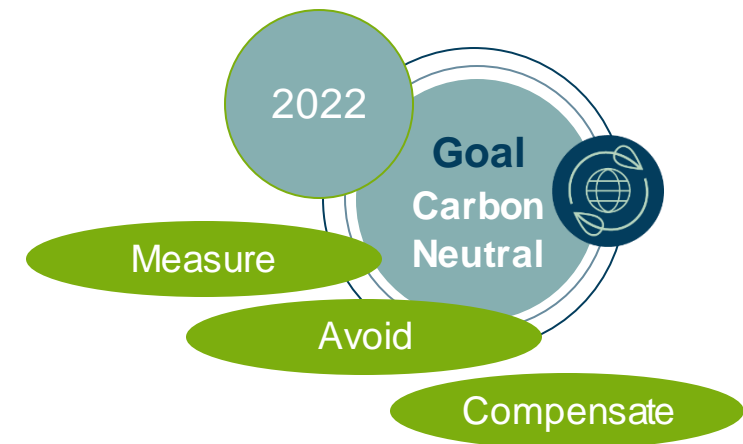 2022
Goal
Carbon
Neutral
Measure
Avoid
Compensate